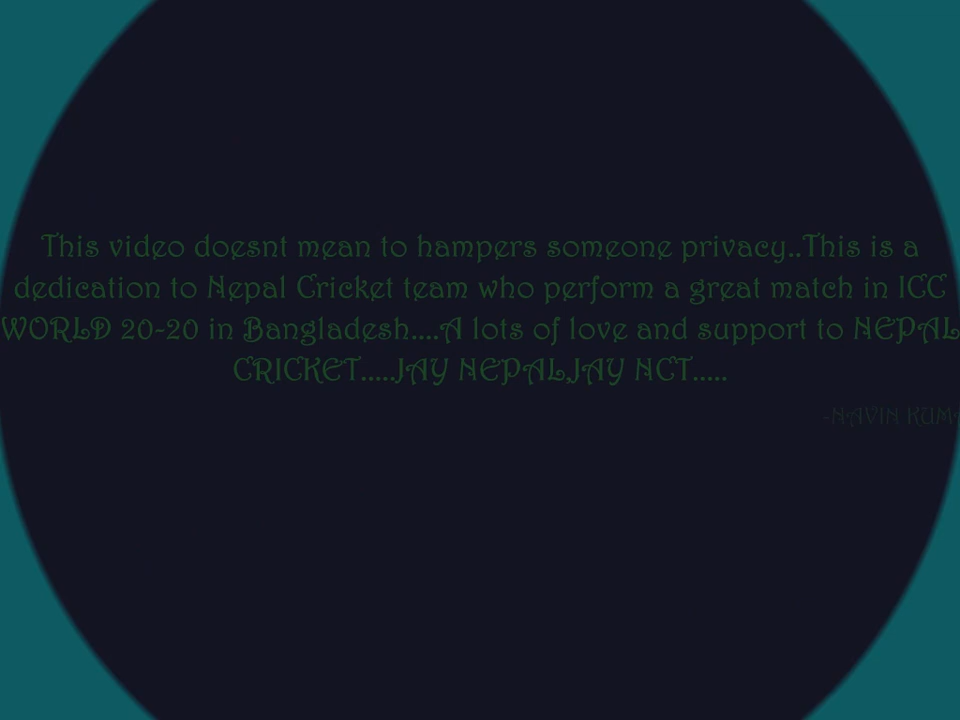 This video doesnt mean to hampers someone privacy..This is a
dedication to Nepal Cricket team who perform a great match in ICC
WORLD 20-20 in Bangladesh....A lots of love and support to NEPAL
CRICKET.....JAY NEPAL,JAY NCT.....
-NAVIN